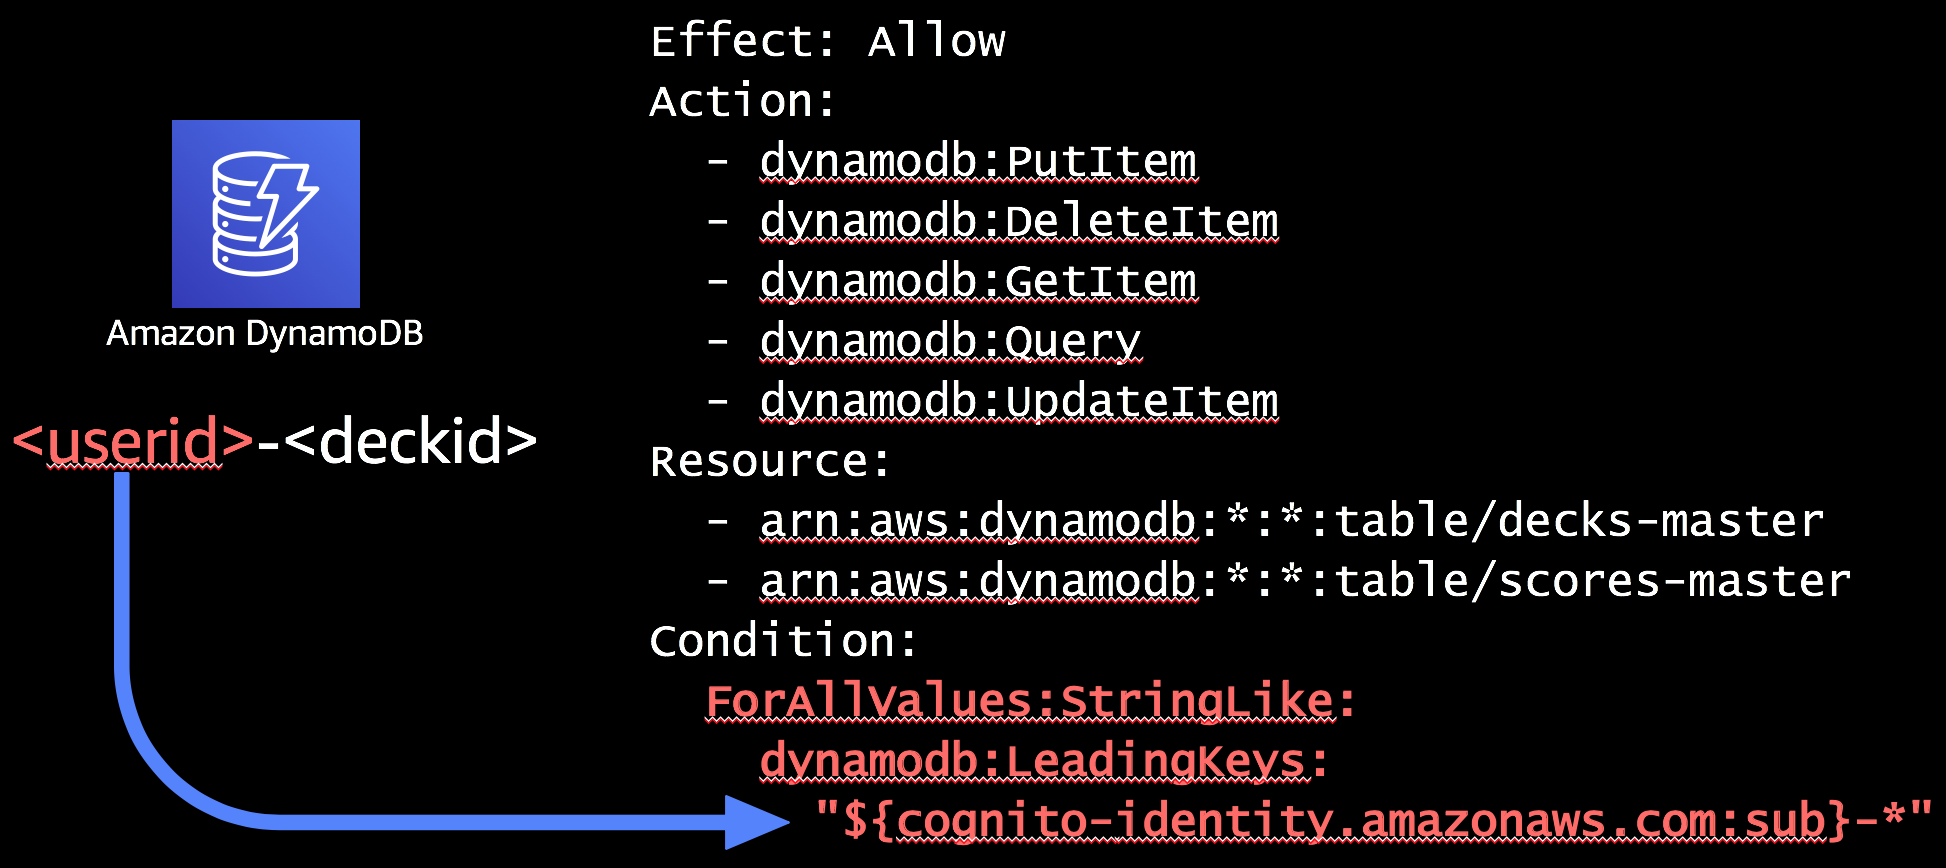 Amazon DynamoDB
<userid>-<deckid>
Effect: Allow
Action:
- dynamodb:PutItem
- dynamodb:DeleteItem
- dynamodb:GetItem
- dynamodb:Query
- dynamodb:UpdateItem
Resource:
- arn:aws:dynamodb:*:*:table/decks-master
- arn:aws:dynamodb:*:*:table/scores-master
Condition:
ForAllValues:StringLike:
dynamodb:LeadingKeys:
"${cognito-identity.amazonaws.com:sub}-*"